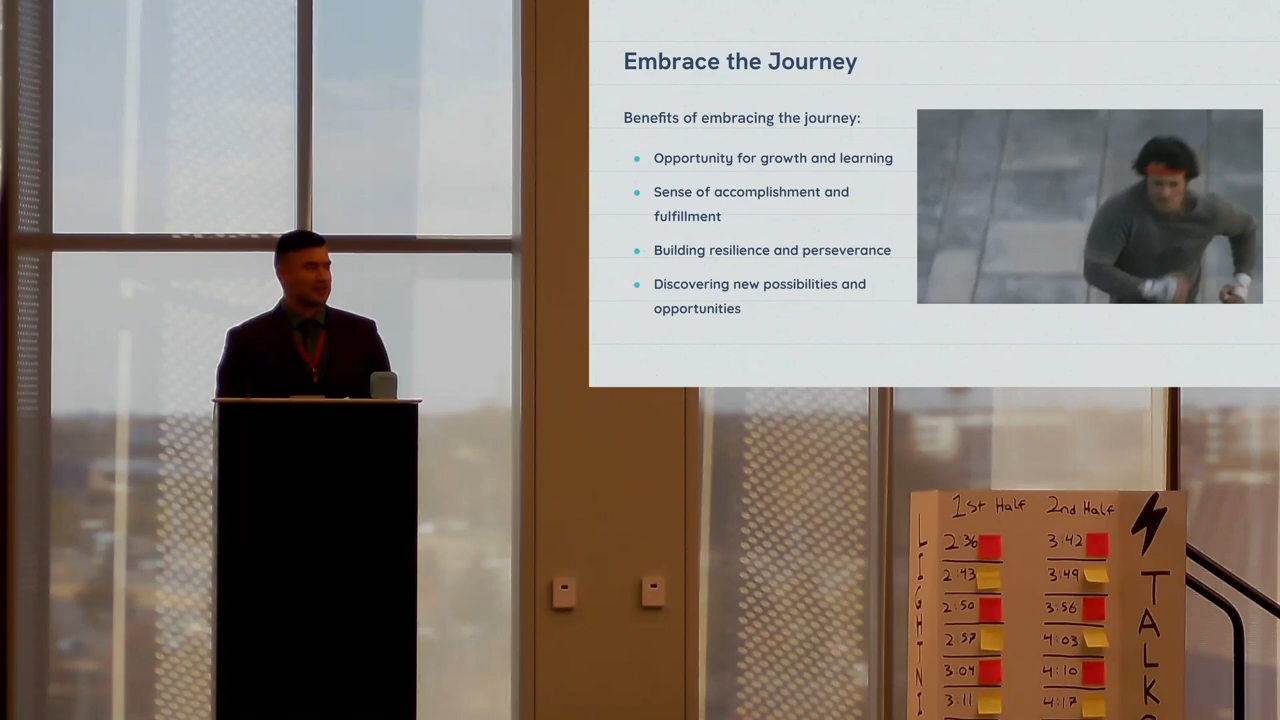 Embrace the Journey
Benefits of embracing the journey:
Opportunity for growth and learning
Sense of accomplishment and
fulfillment
Building resilience and perseverance
Discovering new possibilities and
opportunities
1st Half 2nd Half
2:36 3:42
2:43 3:49
2:50 3:56
2:57 4:03
3:04 4:10
3:11 4:17
LIGHTNI
TALKS